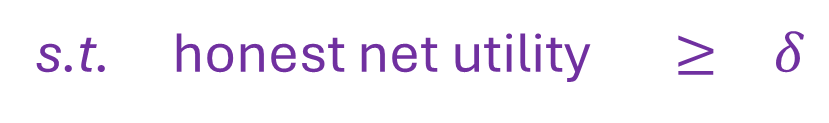 s.t. honest net utility ≥ δ